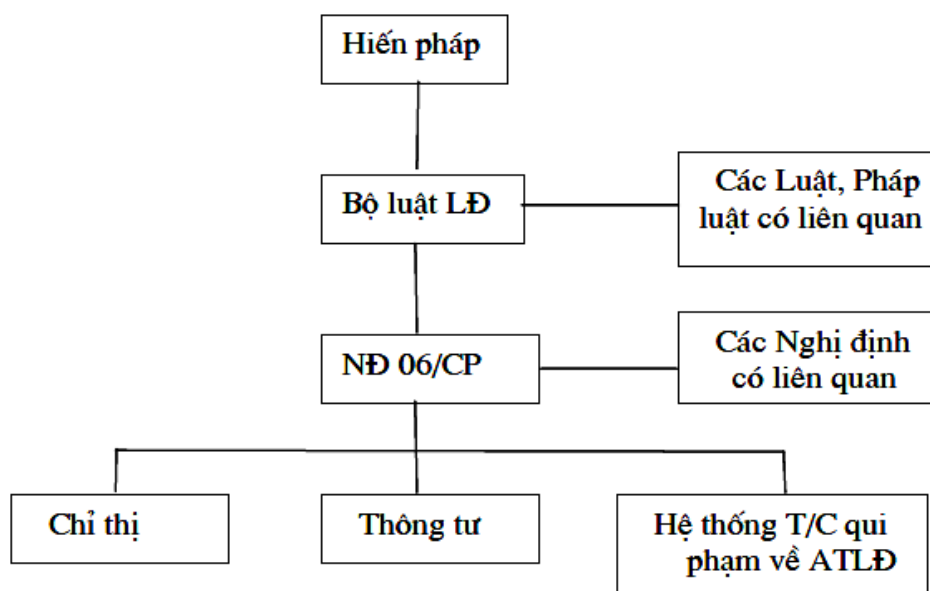 Hiến pháp
Bộ luật LĐ
Các Luật, Pháp
luật có liên quan
NĐ 06/CP
Các Nghị định
có liên quan
Chỉ thị
Thông tư
Hệ thống T/C qui
phạm về ATLĐ